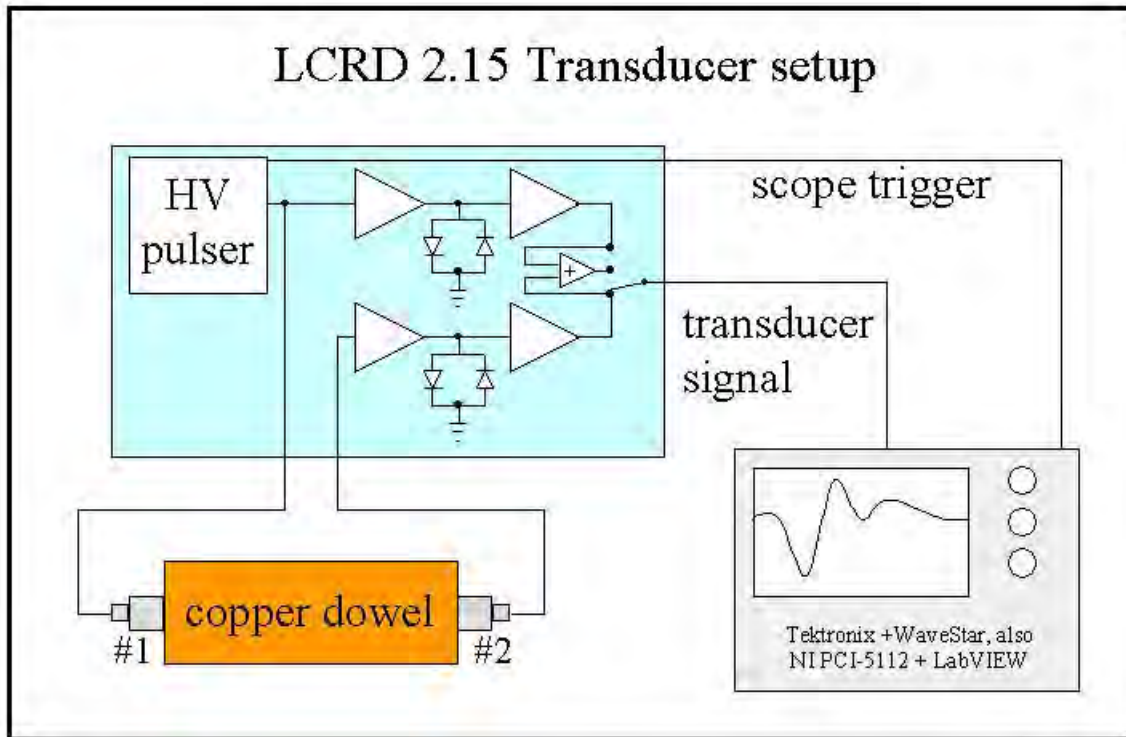 LCRD 2.15 Transducer setup
HV
pulser
scope trigger
+
transducer
signal
copper dowel
#1
#2
Tektronix +WaveStar, also
NI PCI-5112 + LabVIEW